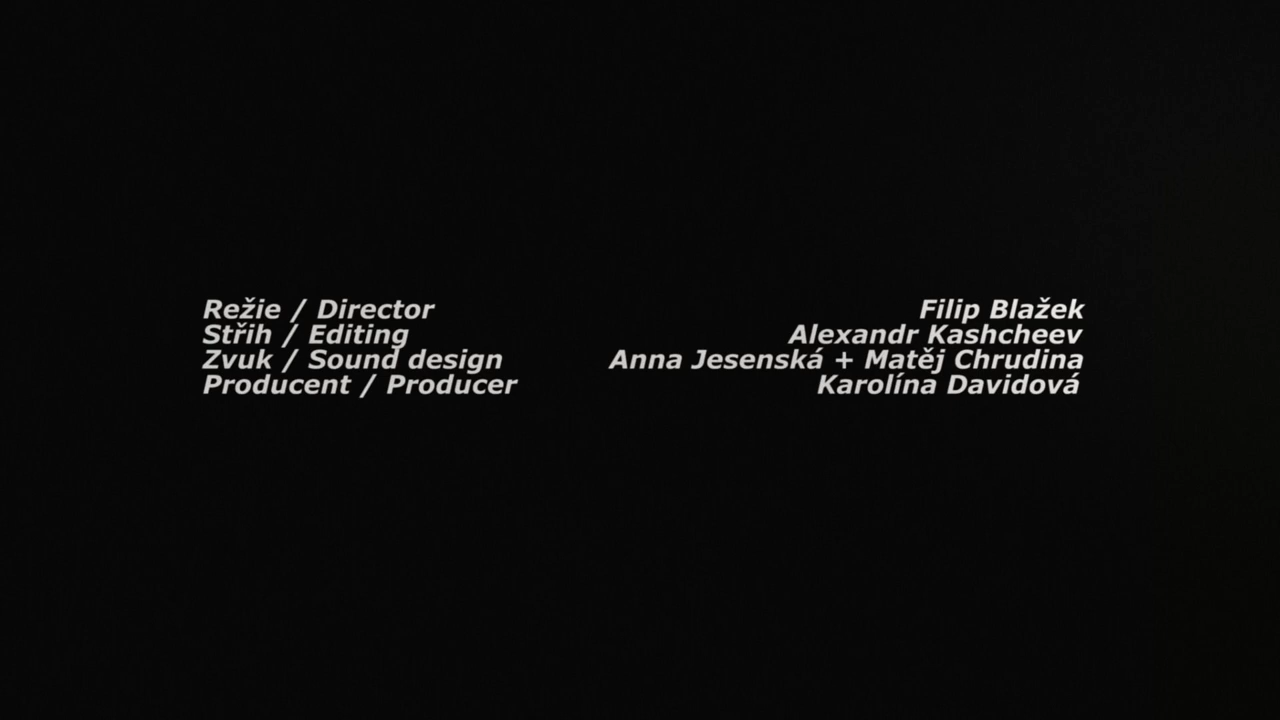 Režie / Director Filip Blažek
Střih / Editing Alexandr Kashcheev
Zvuk / Sound design Anna Jesenská + Matěj Chrudina
Producent / Producer Karolína Davidová